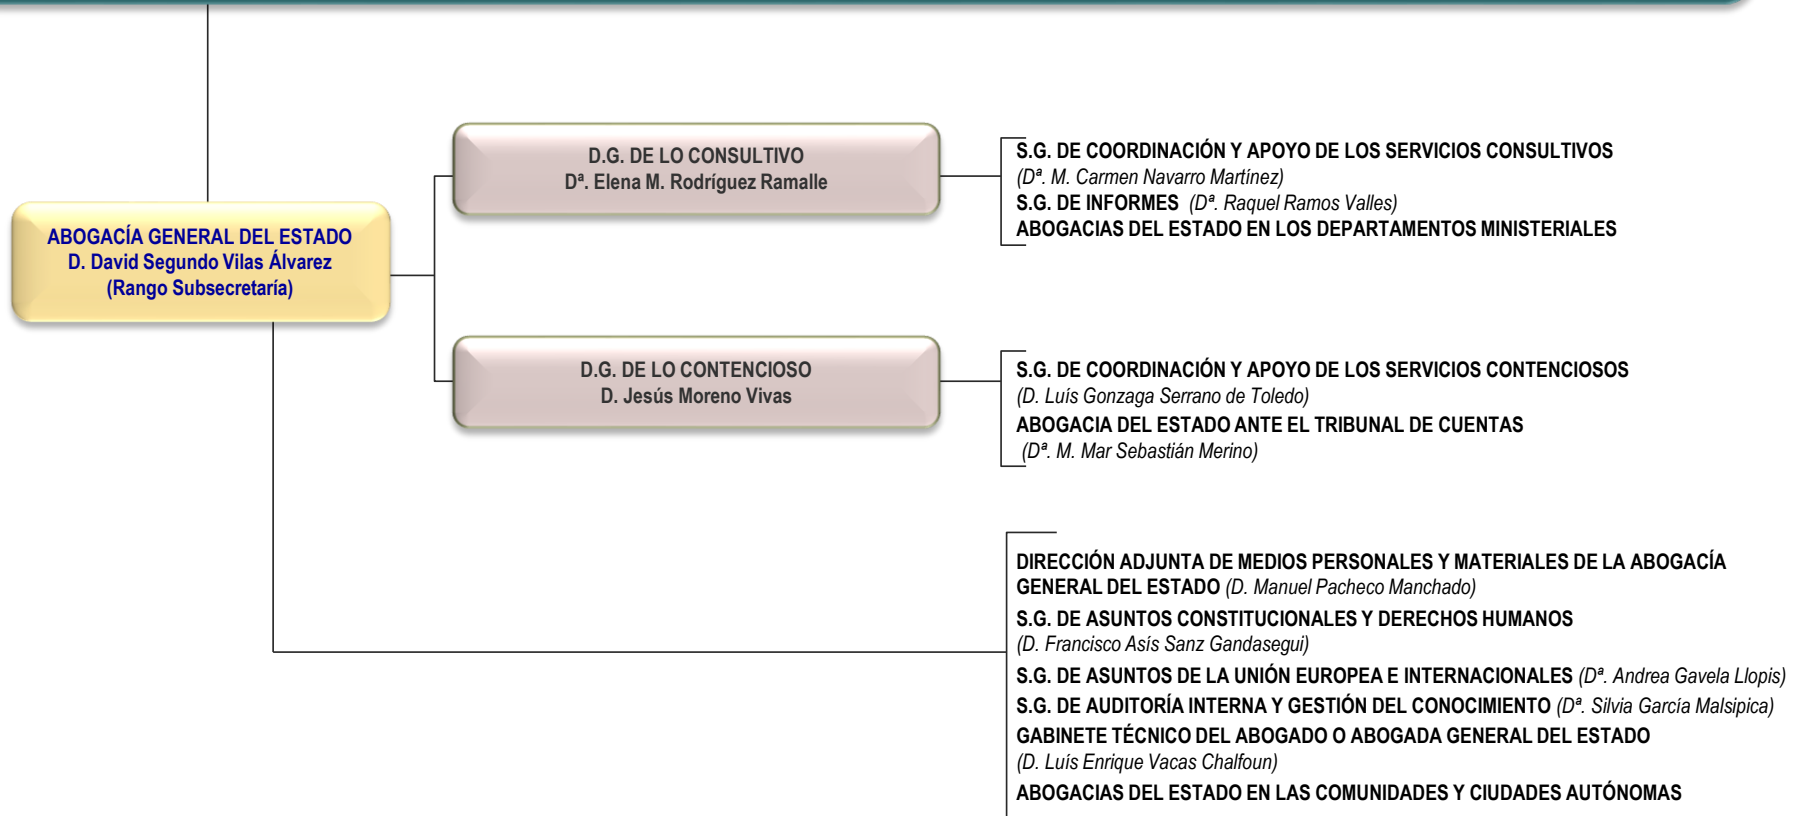 ABOGACÍA GENERAL DEL ESTADO
D. David Segundo Vilas Álvarez
(Rango Subsecretaría)
D.G. DE LO CONSULTIVO
Dª. Elena M. Rodríguez Ramalle
S.G. DE COORDINACIÓN Y APOYO DE LOS SERVICIOS CONSULTIVOS
(Dª. M. Carmen Navarro Martínez)
S.G. DE INFORMES (Dª. Raquel Ramos Valles)
ABOGACIAS DEL ESTADO EN LOS DEPARTAMENTOS MINISTERIALES
D.G. DE LO CONTENCIOSO
D. Jesús Moreno Vivas
S.G. DE COORDINACIÓN Y APOYO DE LOS SERVICIOS CONTENCIOSOS
(D. Luís Gonzaga Serrano de Toledo)
ABOGACIA DEL ESTADO ANTE EL TRIBUNAL DE CUENTAS
(Dª. M. Mar Sebastián Merino)
DIRECCIÓN ADJUNTA DE MEDIOS PERSONALES Y MATERIALES DE LA ABOGACÍA
GENERAL DEL ESTADO (D. Manuel Pacheco Manchado)
S.G. DE ASUNTOS CONSTITUCIONALES Y DERECHOS HUMANOS
(D. Francisco Asís Sanz Gandasegui)
S.G. DE ASUNTOS DE LA UNIÓN EUROPEA E INTERNACIONALES (Dª. Andrea Gavela Llopis)
S.G. DE AUDITORÍA INTERNA Y GESTIÓN DEL CONOCIMIENTO (Dª. Silvia García Malsipica)
GABINETE TÉCNICO DEL ABOGADO O ABOGADA GENERAL DEL ESTADO
(D. Luís Enrique Vacas Chalfoun)
ABOGACIAS DEL ESTADO EN LAS COMUNIDADES Y CIUDADES AUTÓNOMAS